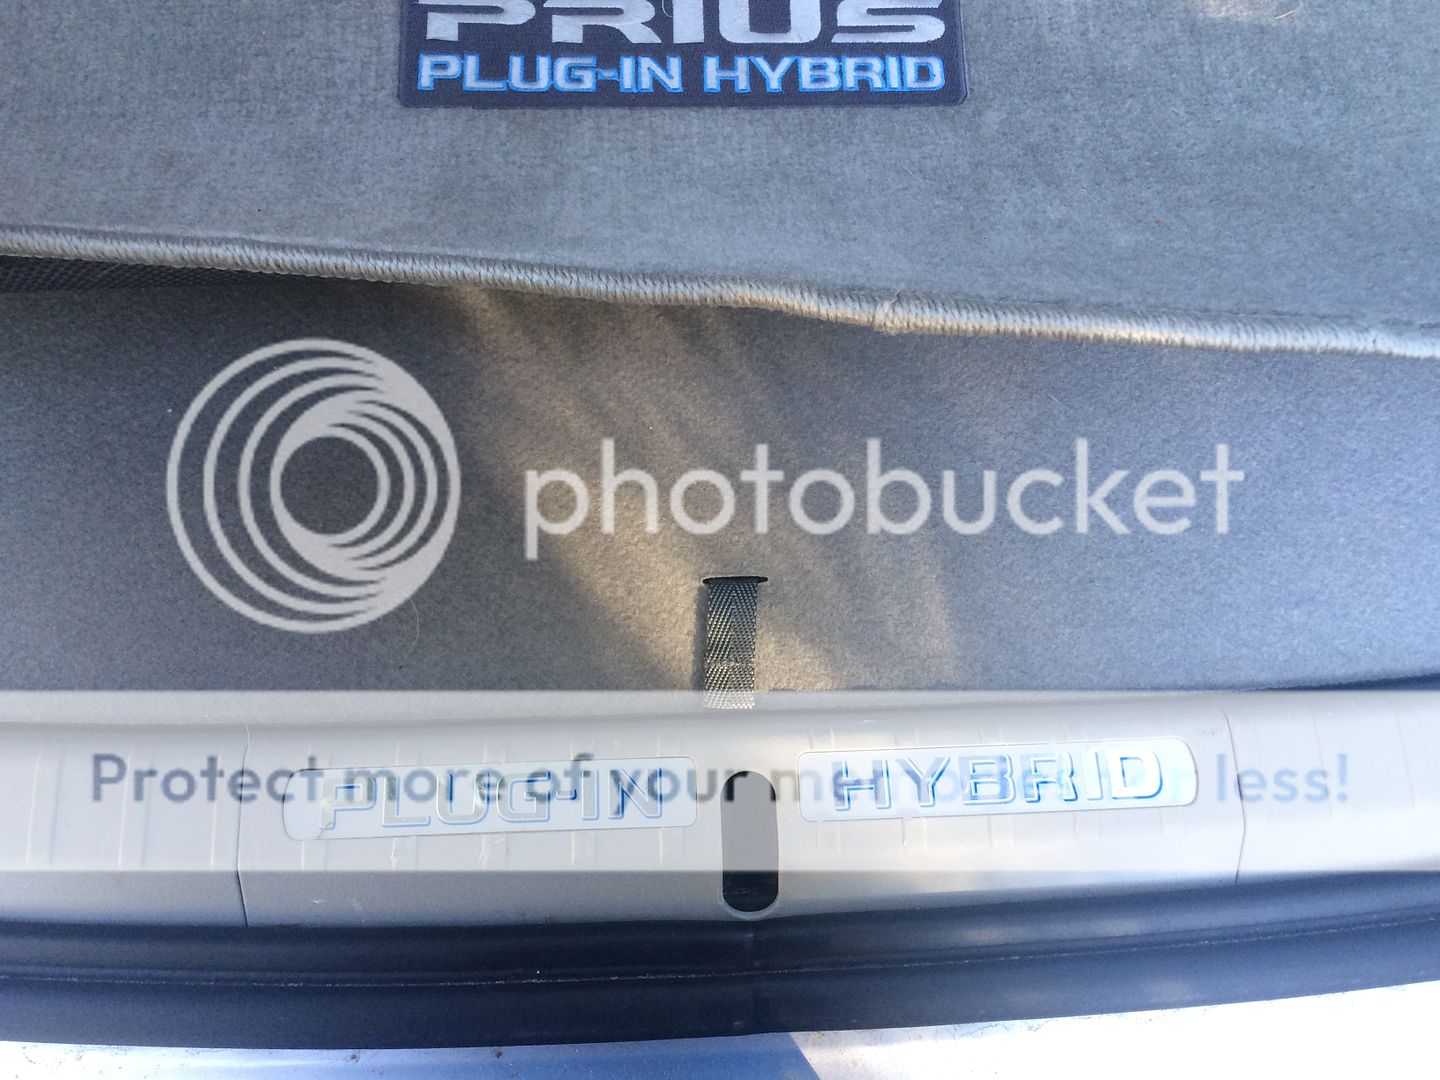 PRIUS
PLUG-IN HYBRID
photobucket
Protect more of your memories for less!
PLUG-IN HYBRID